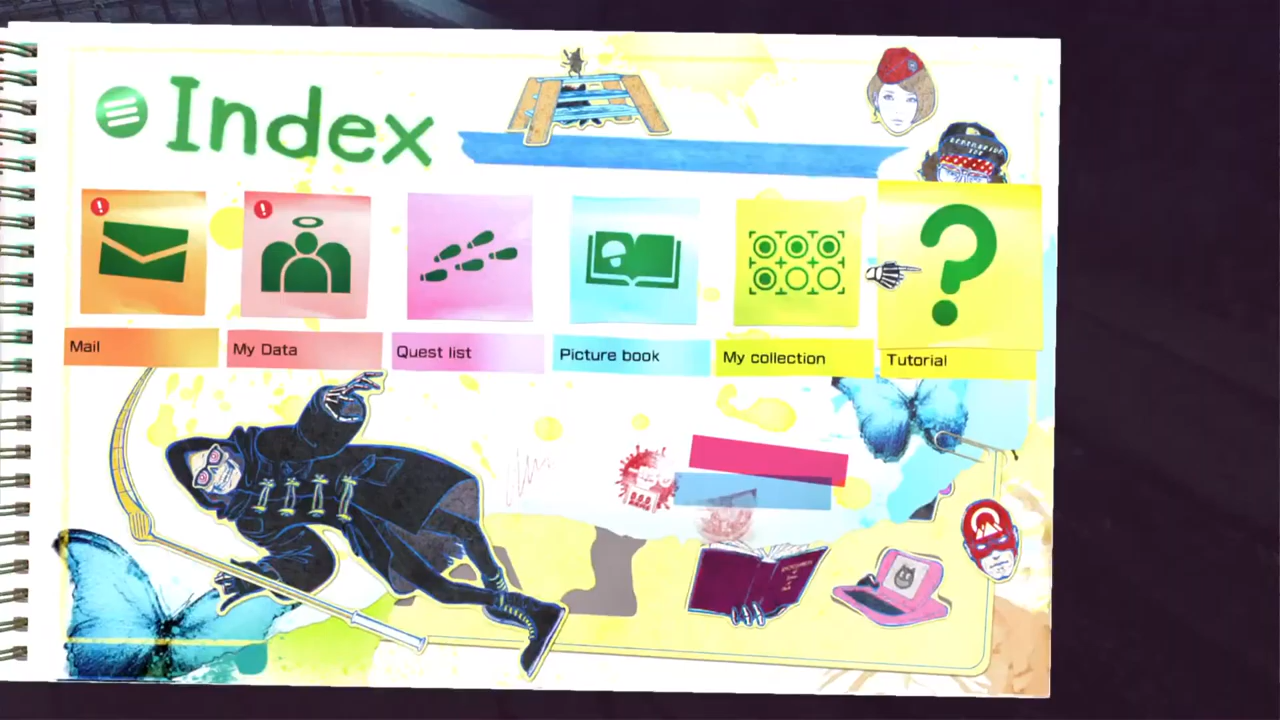 Index
Mail
My Data
Quest list
Picture book
My collection
Tutorial